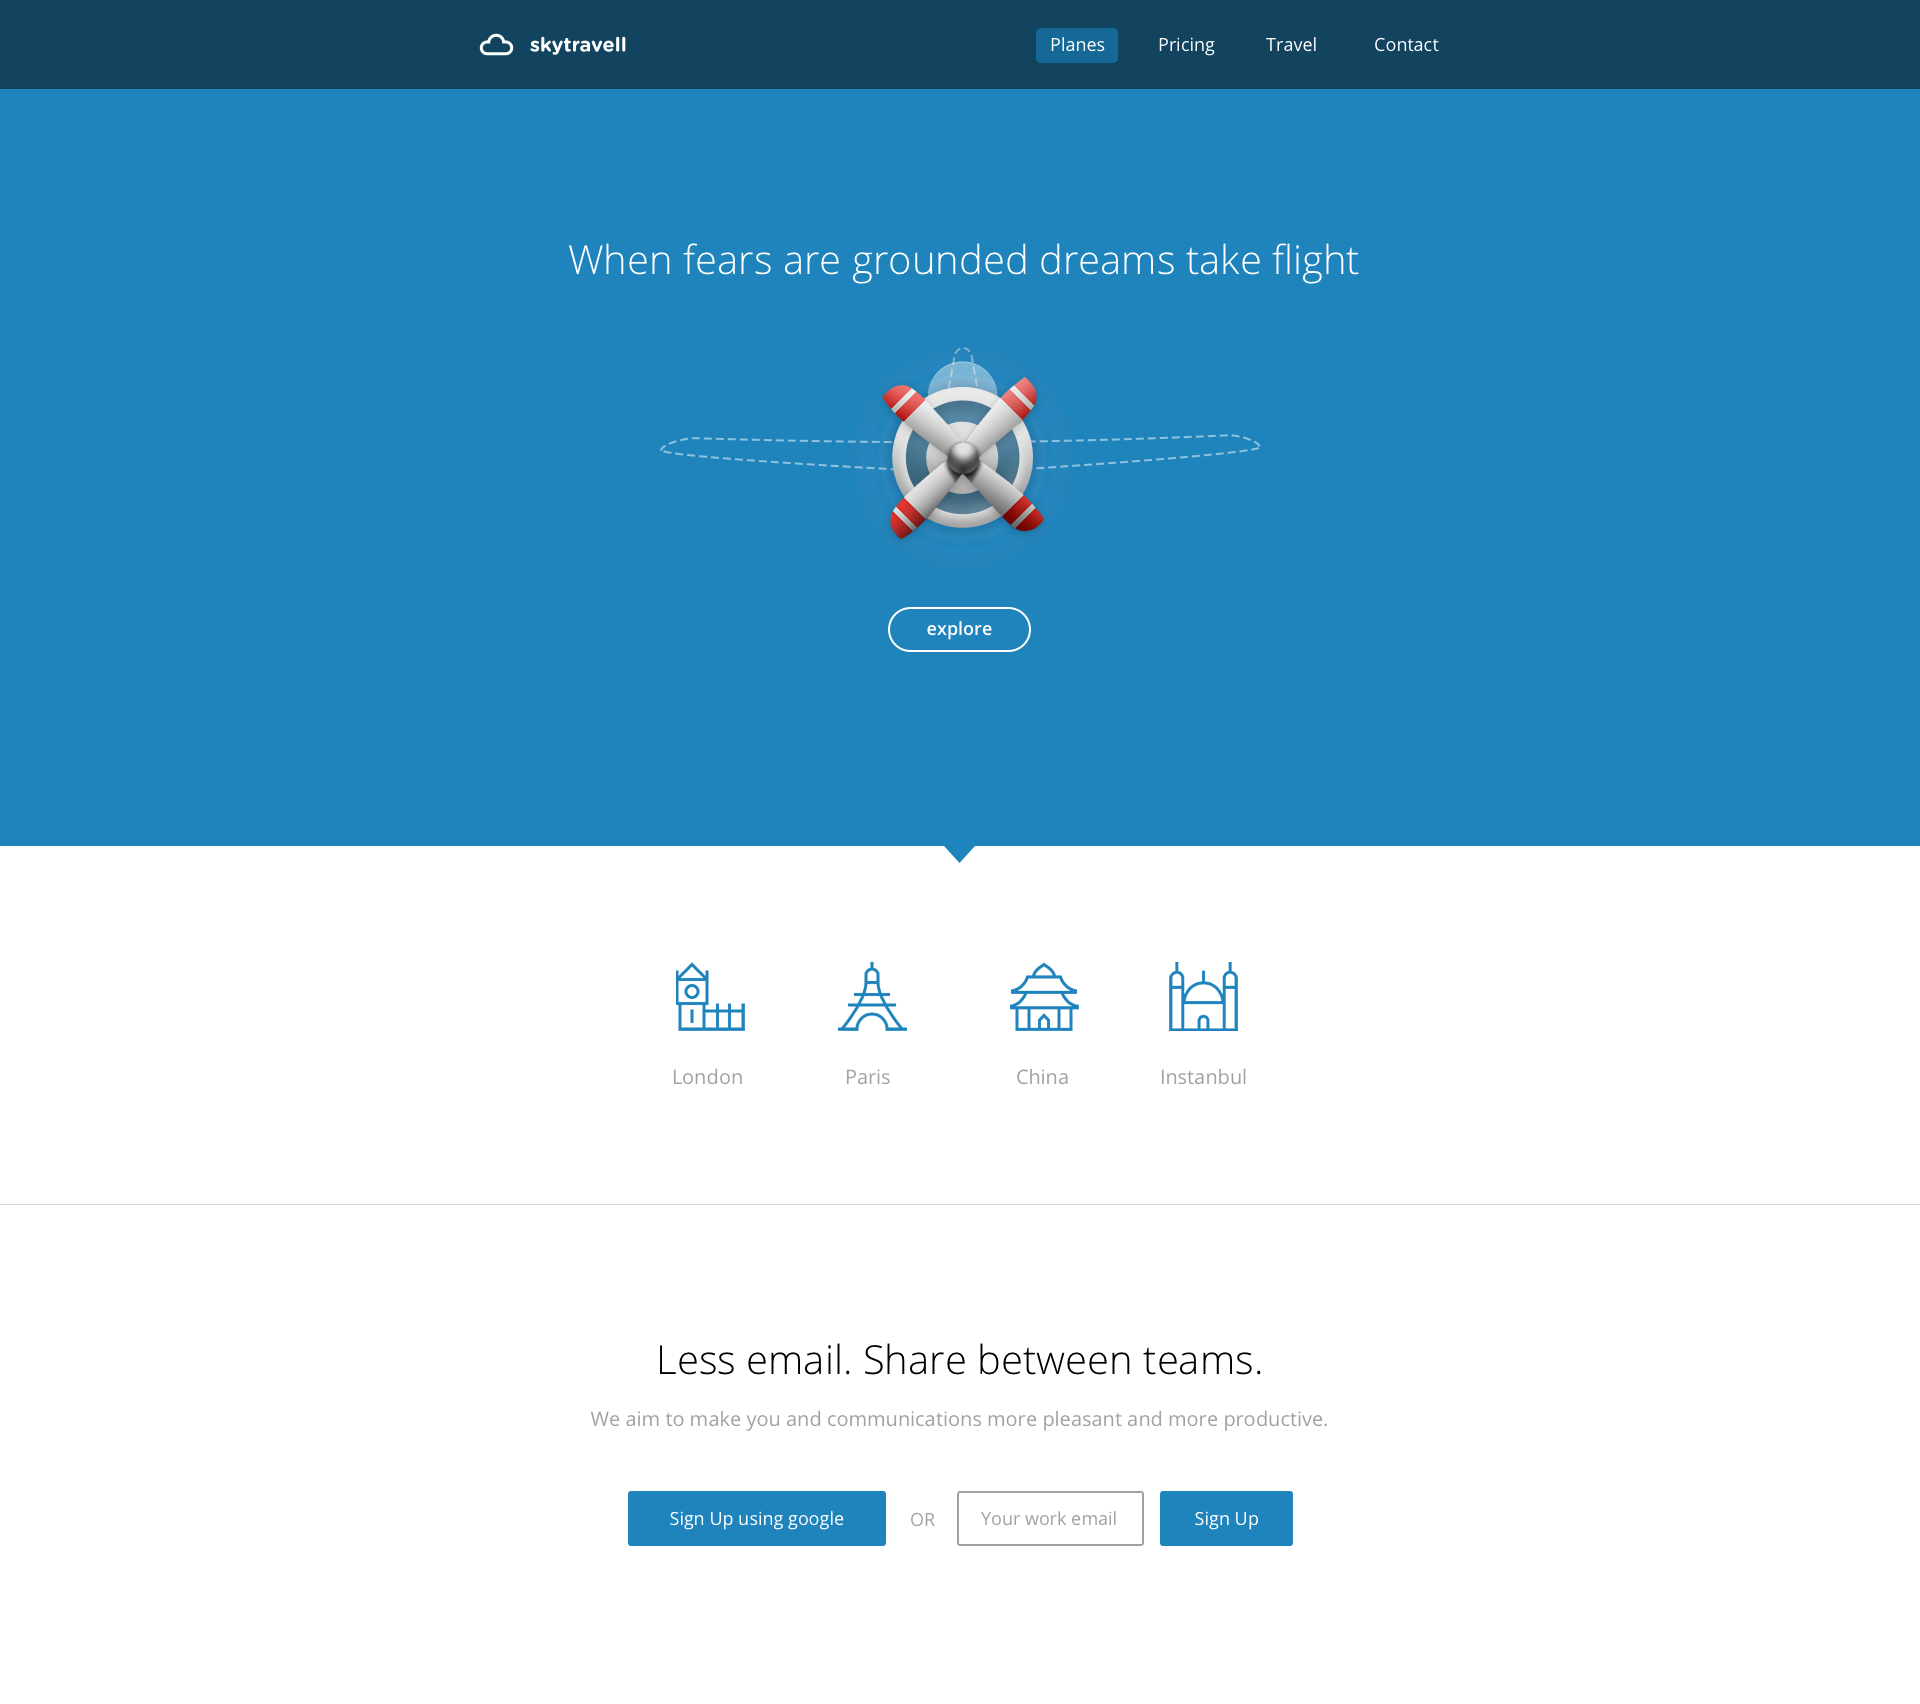 skytravell
Planes
Pricing
Travel
Contact
When fears are grounded dreams take flight
explore
London
Paris
China
Instanbul
Less email. Share between teams.
We aim to make you and communications more pleasant and more productive.
Sign Up using google
OR
Your work email
Sign Up